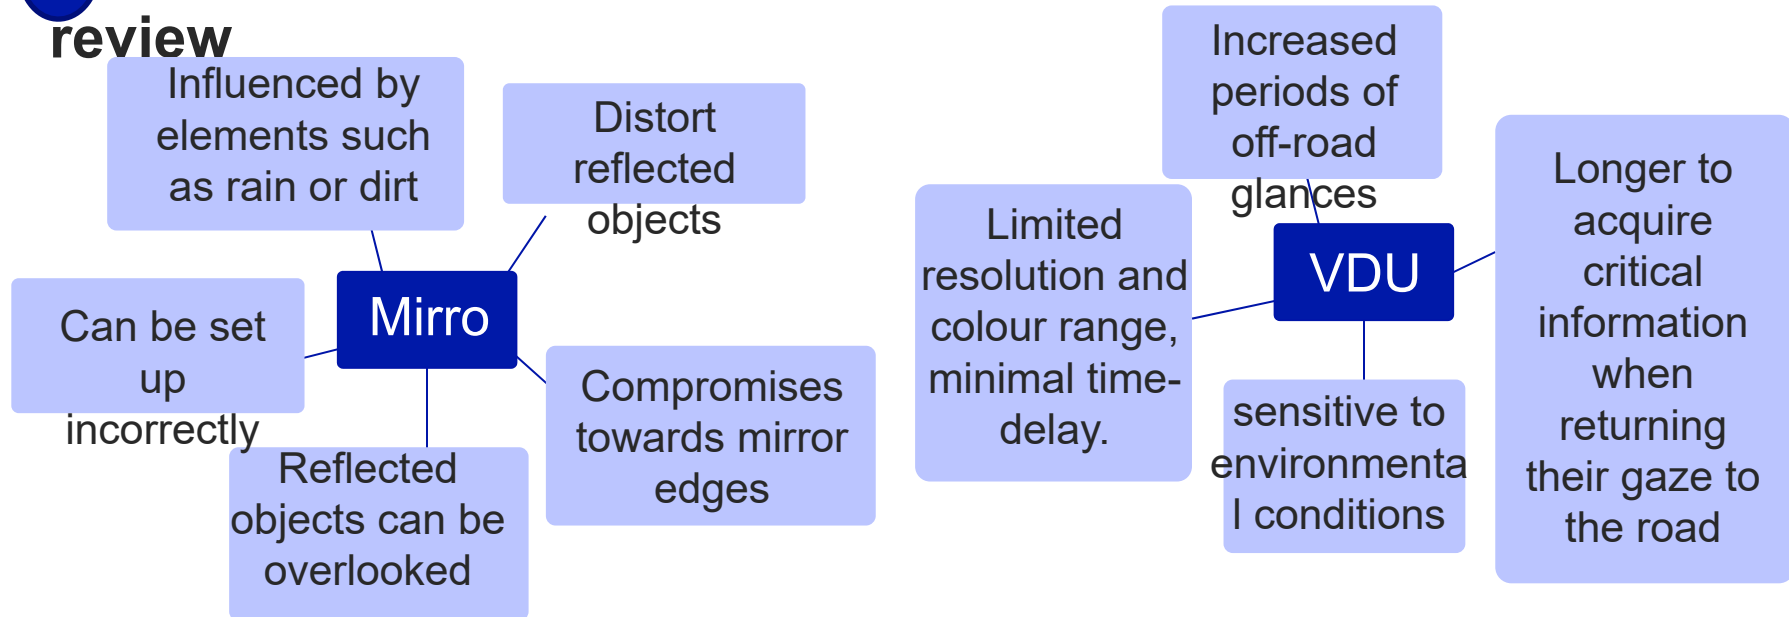 review
Influenced by
elements such
as rain or dirt
Distort
reflected
objects
Can be set
up
incorrectly
Mirro
Compromises
towards mirror
edges
Reflected
objects can be
overlooked
Increased
periods of
off-road
glances
Limited
resolution and
colour range,
minimal time-
delay.
VDU
Longer to
acquire
critical
information
when
returning
their gaze to
the road
sensitive to
environmenta
l conditions